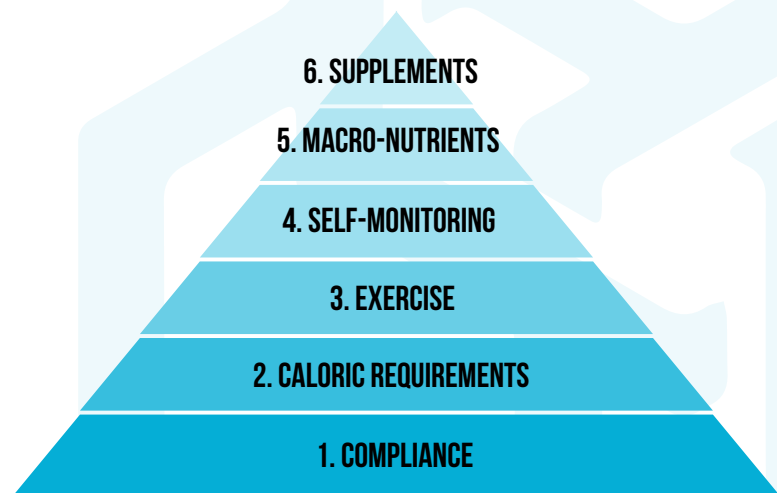 6. SUPPLEMENTS
5. MACRO-NUTRIENTS
4. SELF-MONITORING
3. EXERCISE
2. CALORIC REQUIREMENTS
1. COMPLIANCE